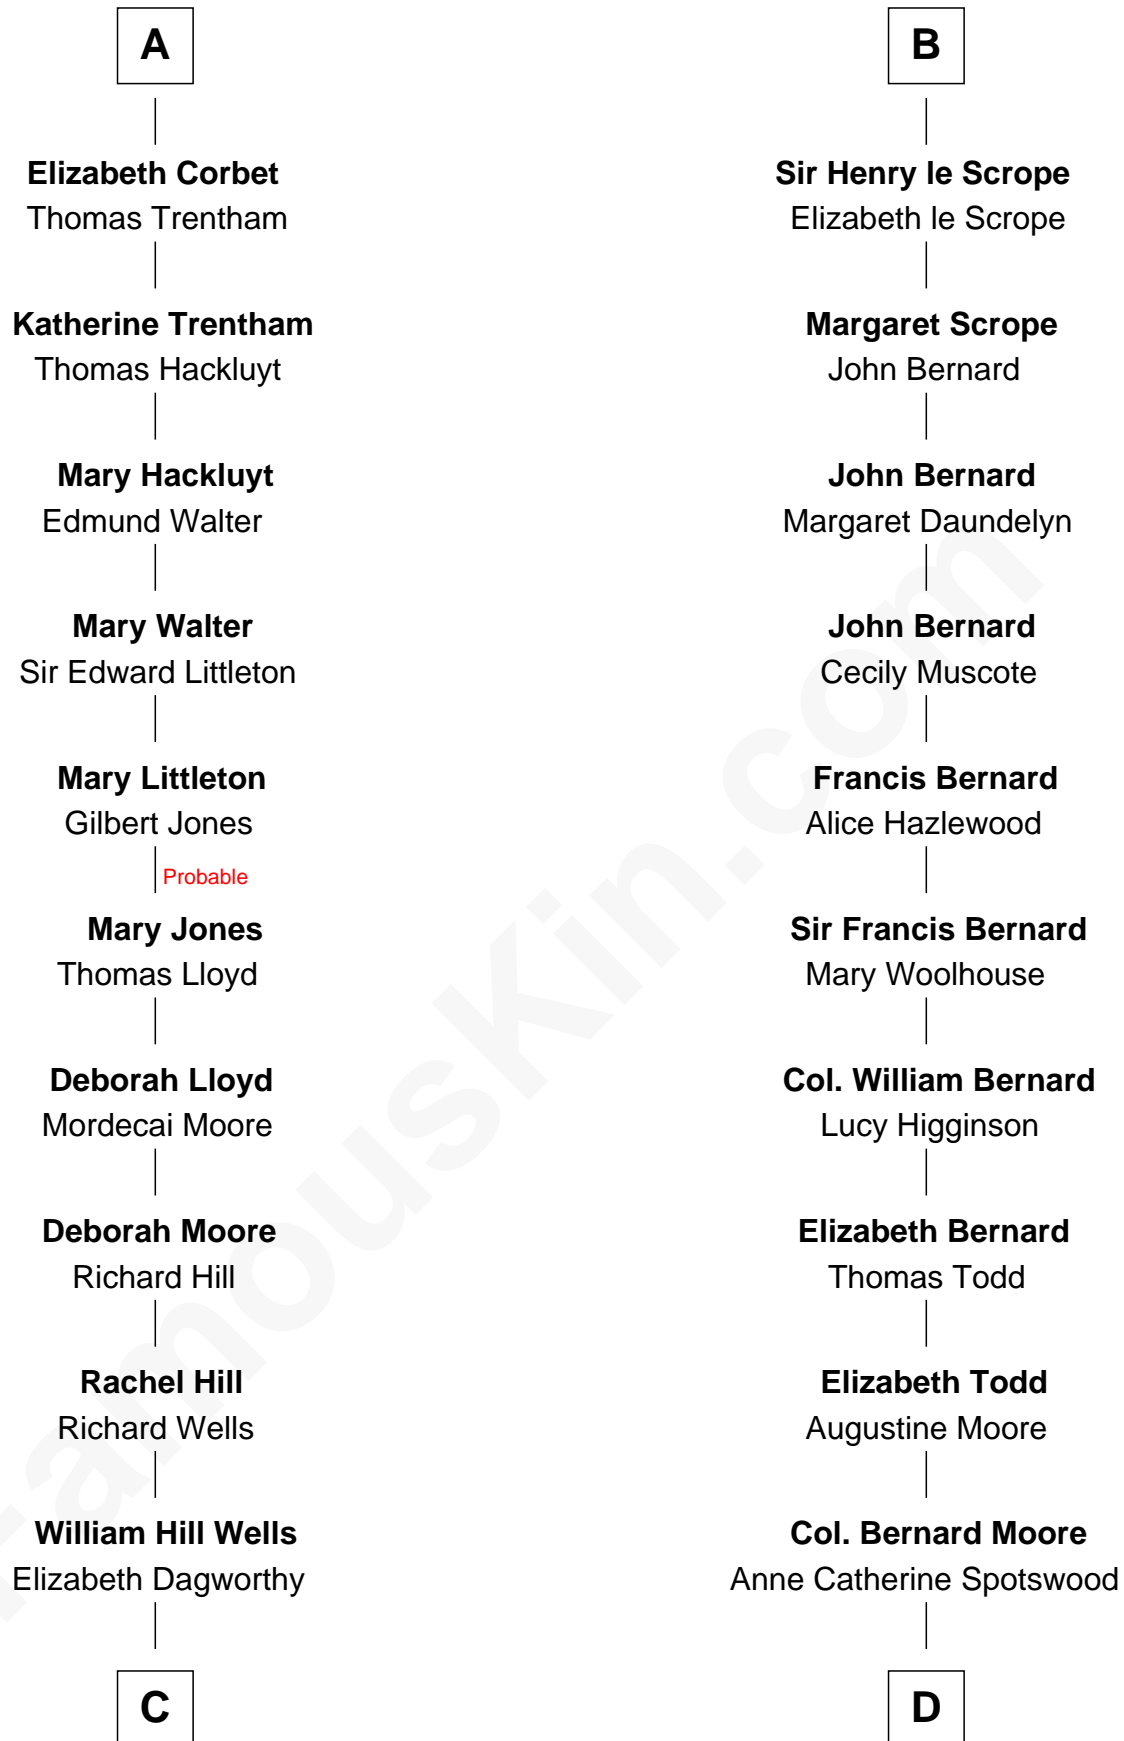 A
Elizabeth Corbet
Thomas Trentham
Katherine Trentham
Thomas Hackluyt
Mary Hackluyt
Edmund Walter
Mary Walter
Sir Edward Littleton
Mary Littleton
Gilbert Jones
Probable
Mary Jones
Thomas Lloyd
Deborah Lloyd
Mordecai Moore
Deborah Moore
Richard Hill
Rachel Hill
Richard Wells
William Hill Wells
Elizabeth Dagworthy
C
B
Sir Henry le Scrope
Elizabeth le Scrope
Margaret Scrope
John Bernard
John Bernard
Margaret Daundelyn
John Bernard
Cecily Muscote
Francis Bernard
Alice Hazlewood
Sir Francis Bernard
Mary Woolhouse
Col. William Bernard
Lucy Higginson
Elizabeth Bernard
Thomas Todd
Elizabeth Todd
Augustine Moore
Col. Bernard Moore
Anne Catherine Spotswood
D
FamousKin.com